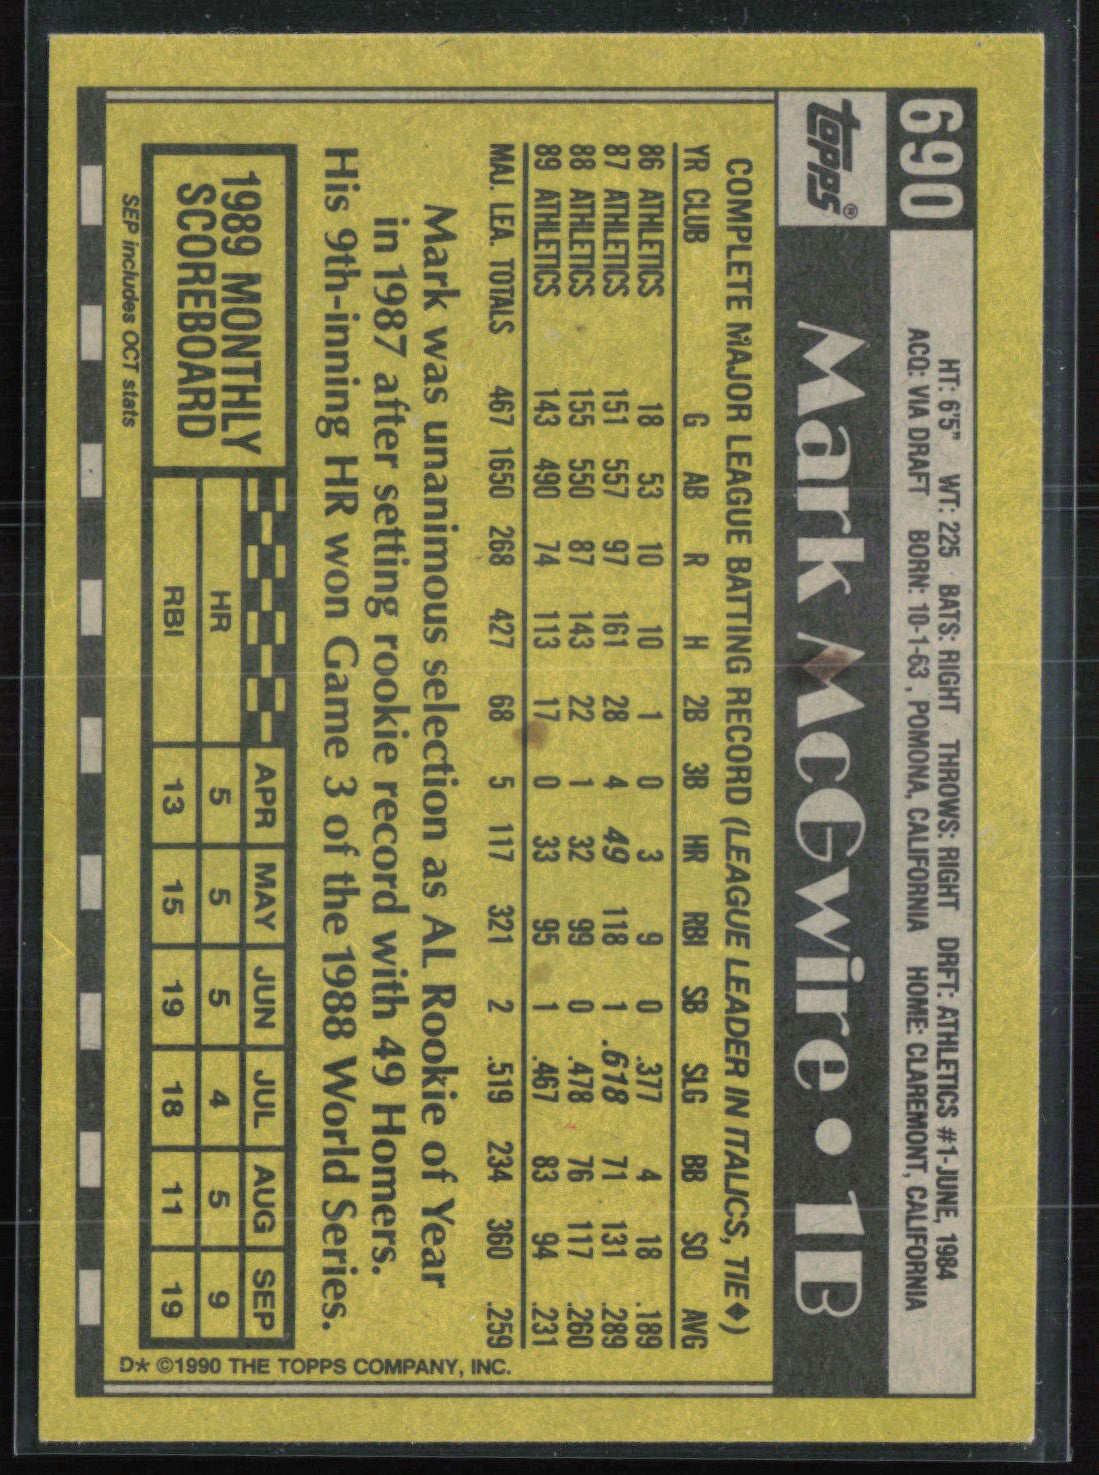 690
topps®
HT: 6'5" WT: 225 BATS: RIGHT THROWS: RIGHT DRFT: ATHLETICS #1-JUNE, 1984
ACQ: VIA DRAFT BORN: 10-1-63, POMONA, CALIFORNIA HOME: CLAREMONT, CALIFORNIA
Mark McGwire • 1B
COMPLETE MAJOR LEAGUE BATTING RECORD (LEAGUE LEADER IN ITALICS, TIE♦)
YR CLUB G AB R H 2B 3B HR RBI SB SLG BB SO AVG
86 ATHLETICS 18 53 10 10 1 0 3 9 0 .377 4 18 .189
87 ATHLETICS 151 557 97 161 28 4 49 118 1 .618 71 131 .289
88 ATHLETICS 155 550 87 143 22 1 32 99 0 .478 76 117 .260
89 ATHLETICS 143 490 74 113 17 0 33 95 1 .467 83 94 .231
MAJ. LEA. TOTALS 467 1650 268 427 68 5 117 321 2 .519 234 360 .259
Mark was unanimous selection as AL Rookie of Year
in 1987 after setting rookie record with 49 Homers.
His 9th-inning HR won Game 3 of the 1988 World Series.
1989 MONTHLY
SCOREBOARD
APR MAY JUN JUL AUG SEP
HR 5 5 5 4 5 9
RBI 13 15 19 18 11 19
SEP includes OCT stats
D* ©1990 THE TOPPS COMPANY, INC.